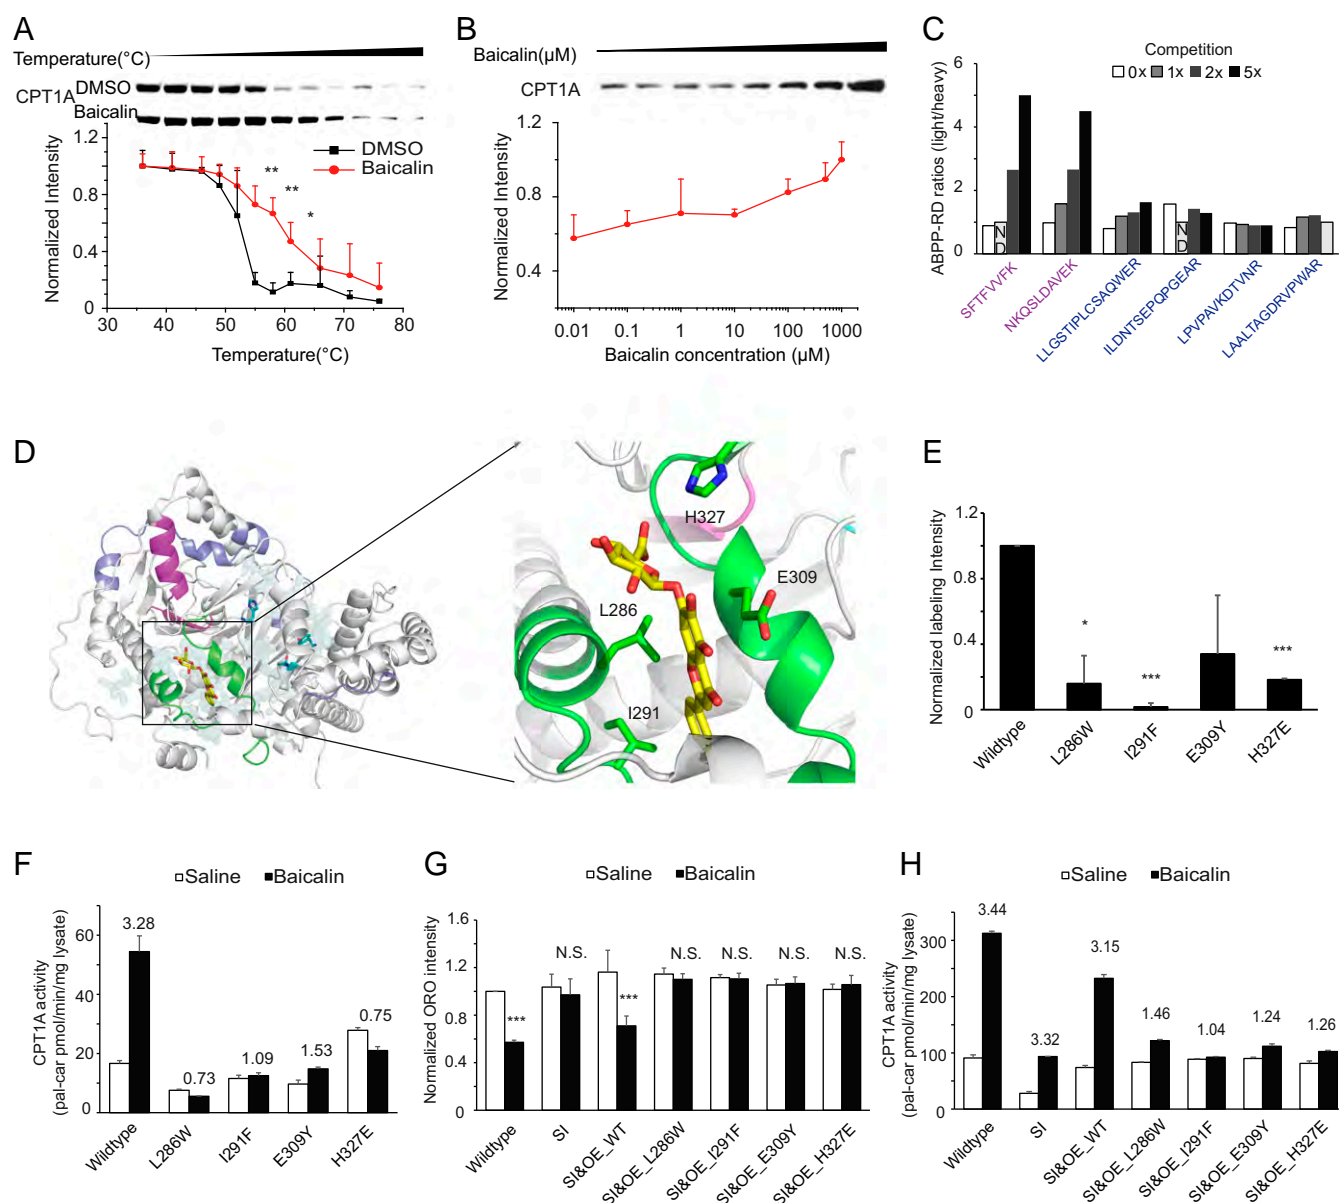 A
Temperature(°C)
CPT1A
DMSO
Baicalin
DMSO
Baicalin
**
**
*
Normalized Intensity
1.2
0.8
0.4
0
30
40
50
60
70
80
Temperature(°C)
B
Baicalin(µM)
CPT1A
Normalized Intensity
1.2
0.8
0.4
0.01
0.1
1
10
100
1000
Baicalin concentration (µM)
C
Competition
0x
1x
2x
5x
ABPP-RD ratios (light/heavy)
6
4
2
0
ND
ND
SFTFVVFK
NKQSLDAVEK
LLGSTIPLCSAQWER
ILDNTSEPQPGEAR
LPVPAVKDTVNR
LAALTAGDRVPWAR
D
H327
E309
L286
I291
E
Normalized labeling Intensity
1.2
0.8
0.4
0
*
***
***
Wildtype
L286W
I291F
E309Y
H327E
F
Saline
Baicalin
CPT1A activity
(pal-car pmol/min/mg lysate)
60
40
20
0
3.28
0.73
1.09
1.53
0.75
Wildtype
L286W
I291F
E309Y
H327E
G
Saline
Baicalin
Normalized ORO intensity
1.6
1.2
0.8
0.4
0
***
N.S.
***
N.S.
N.S.
N.S.
N.S.
Wildtype
SI
SI&OE_WT
SI&OE_L286W
SI&OE_I291F
SI&OE_E309Y
SI&OE_H327E
H
Saline
Baicalin
CPT1A activity
(pal-car pmol/min/mg lysate)
300
200
100
0
3.44
3.32
3.15
1.46
1.04
1.24
1.26
Wildtype
SI
SI&OE_WT
SI&OE_L286W
SI&OE_I291F
SI&OE_E309Y
SI&OE_H327E